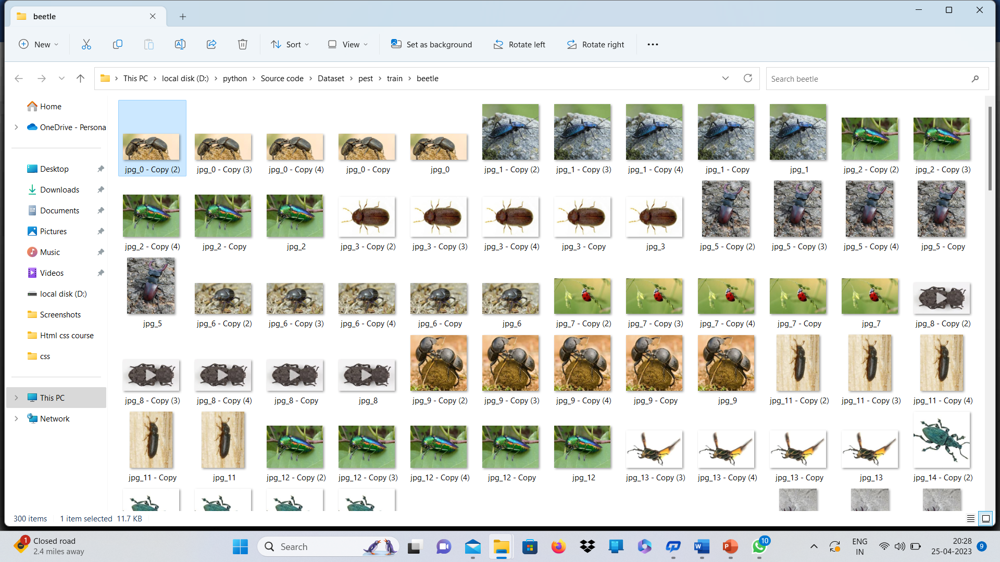 beetle
New
Sort
View
Set as background
Rotate left
Rotate right
This PC > local disk (D:) > python > Source code > Dataset > pest > train > beetle
Search beetle
Home
OneDrive - Persona
Desktop
Downloads
Documents
Pictures
Music
Videos
local disk (D:)
Screenshots
Html css course
css
This PC
Network
jpg_0 - Copy (2) jpg_0 - Copy (3) jpg_0 - Copy (4) jpg_0 - Copy jpg_0 jpg_1 - Copy (2) jpg_1 - Copy (3) jpg_1 - Copy (4) jpg_1 - Copy jpg_1 jpg_2 - Copy (2) jpg_2 - Copy (3)
jpg_2 - Copy (4) jpg_2 - Copy jpg_2 jpg_3 - Copy (2) jpg_3 - Copy (3) jpg_3 - Copy (4) jpg_3 - Copy jpg_3 jpg_5 - Copy (2) jpg_5 - Copy (3) jpg_5 - Copy (4) jpg_5 - Copy
jpg_5 jpg_6 - Copy (2) jpg_6 - Copy (3) jpg_6 - Copy (4) jpg_6 - Copy jpg_6 jpg_7 - Copy (2) jpg_7 - Copy (3) jpg_7 - Copy (4) jpg_7 - Copy jpg_7 jpg_8 - Copy (2)
jpg_8 - Copy (3) jpg_8 - Copy (4) jpg_8 - Copy jpg_8 jpg_9 - Copy (2) jpg_9 - Copy (3) jpg_9 - Copy (4) jpg_9 - Copy jpg_9 jpg_11 - Copy (2) jpg_11 - Copy (3) jpg_11 - Copy (4)
jpg_11 - Copy jpg_11 jpg_12 - Copy (2) jpg_12 - Copy (3) jpg_12 - Copy (4) jpg_12 - Copy jpg_12 jpg_13 - Copy (3) jpg_13 - Copy (4) jpg_13 - Copy jpg_13 jpg_14 - Copy (2)
300 items 1 item selected 11.7 KB
1
Closed road
2.4 miles away
Search
W
P
10
ENG
IN
20:28
25-04-2023
9